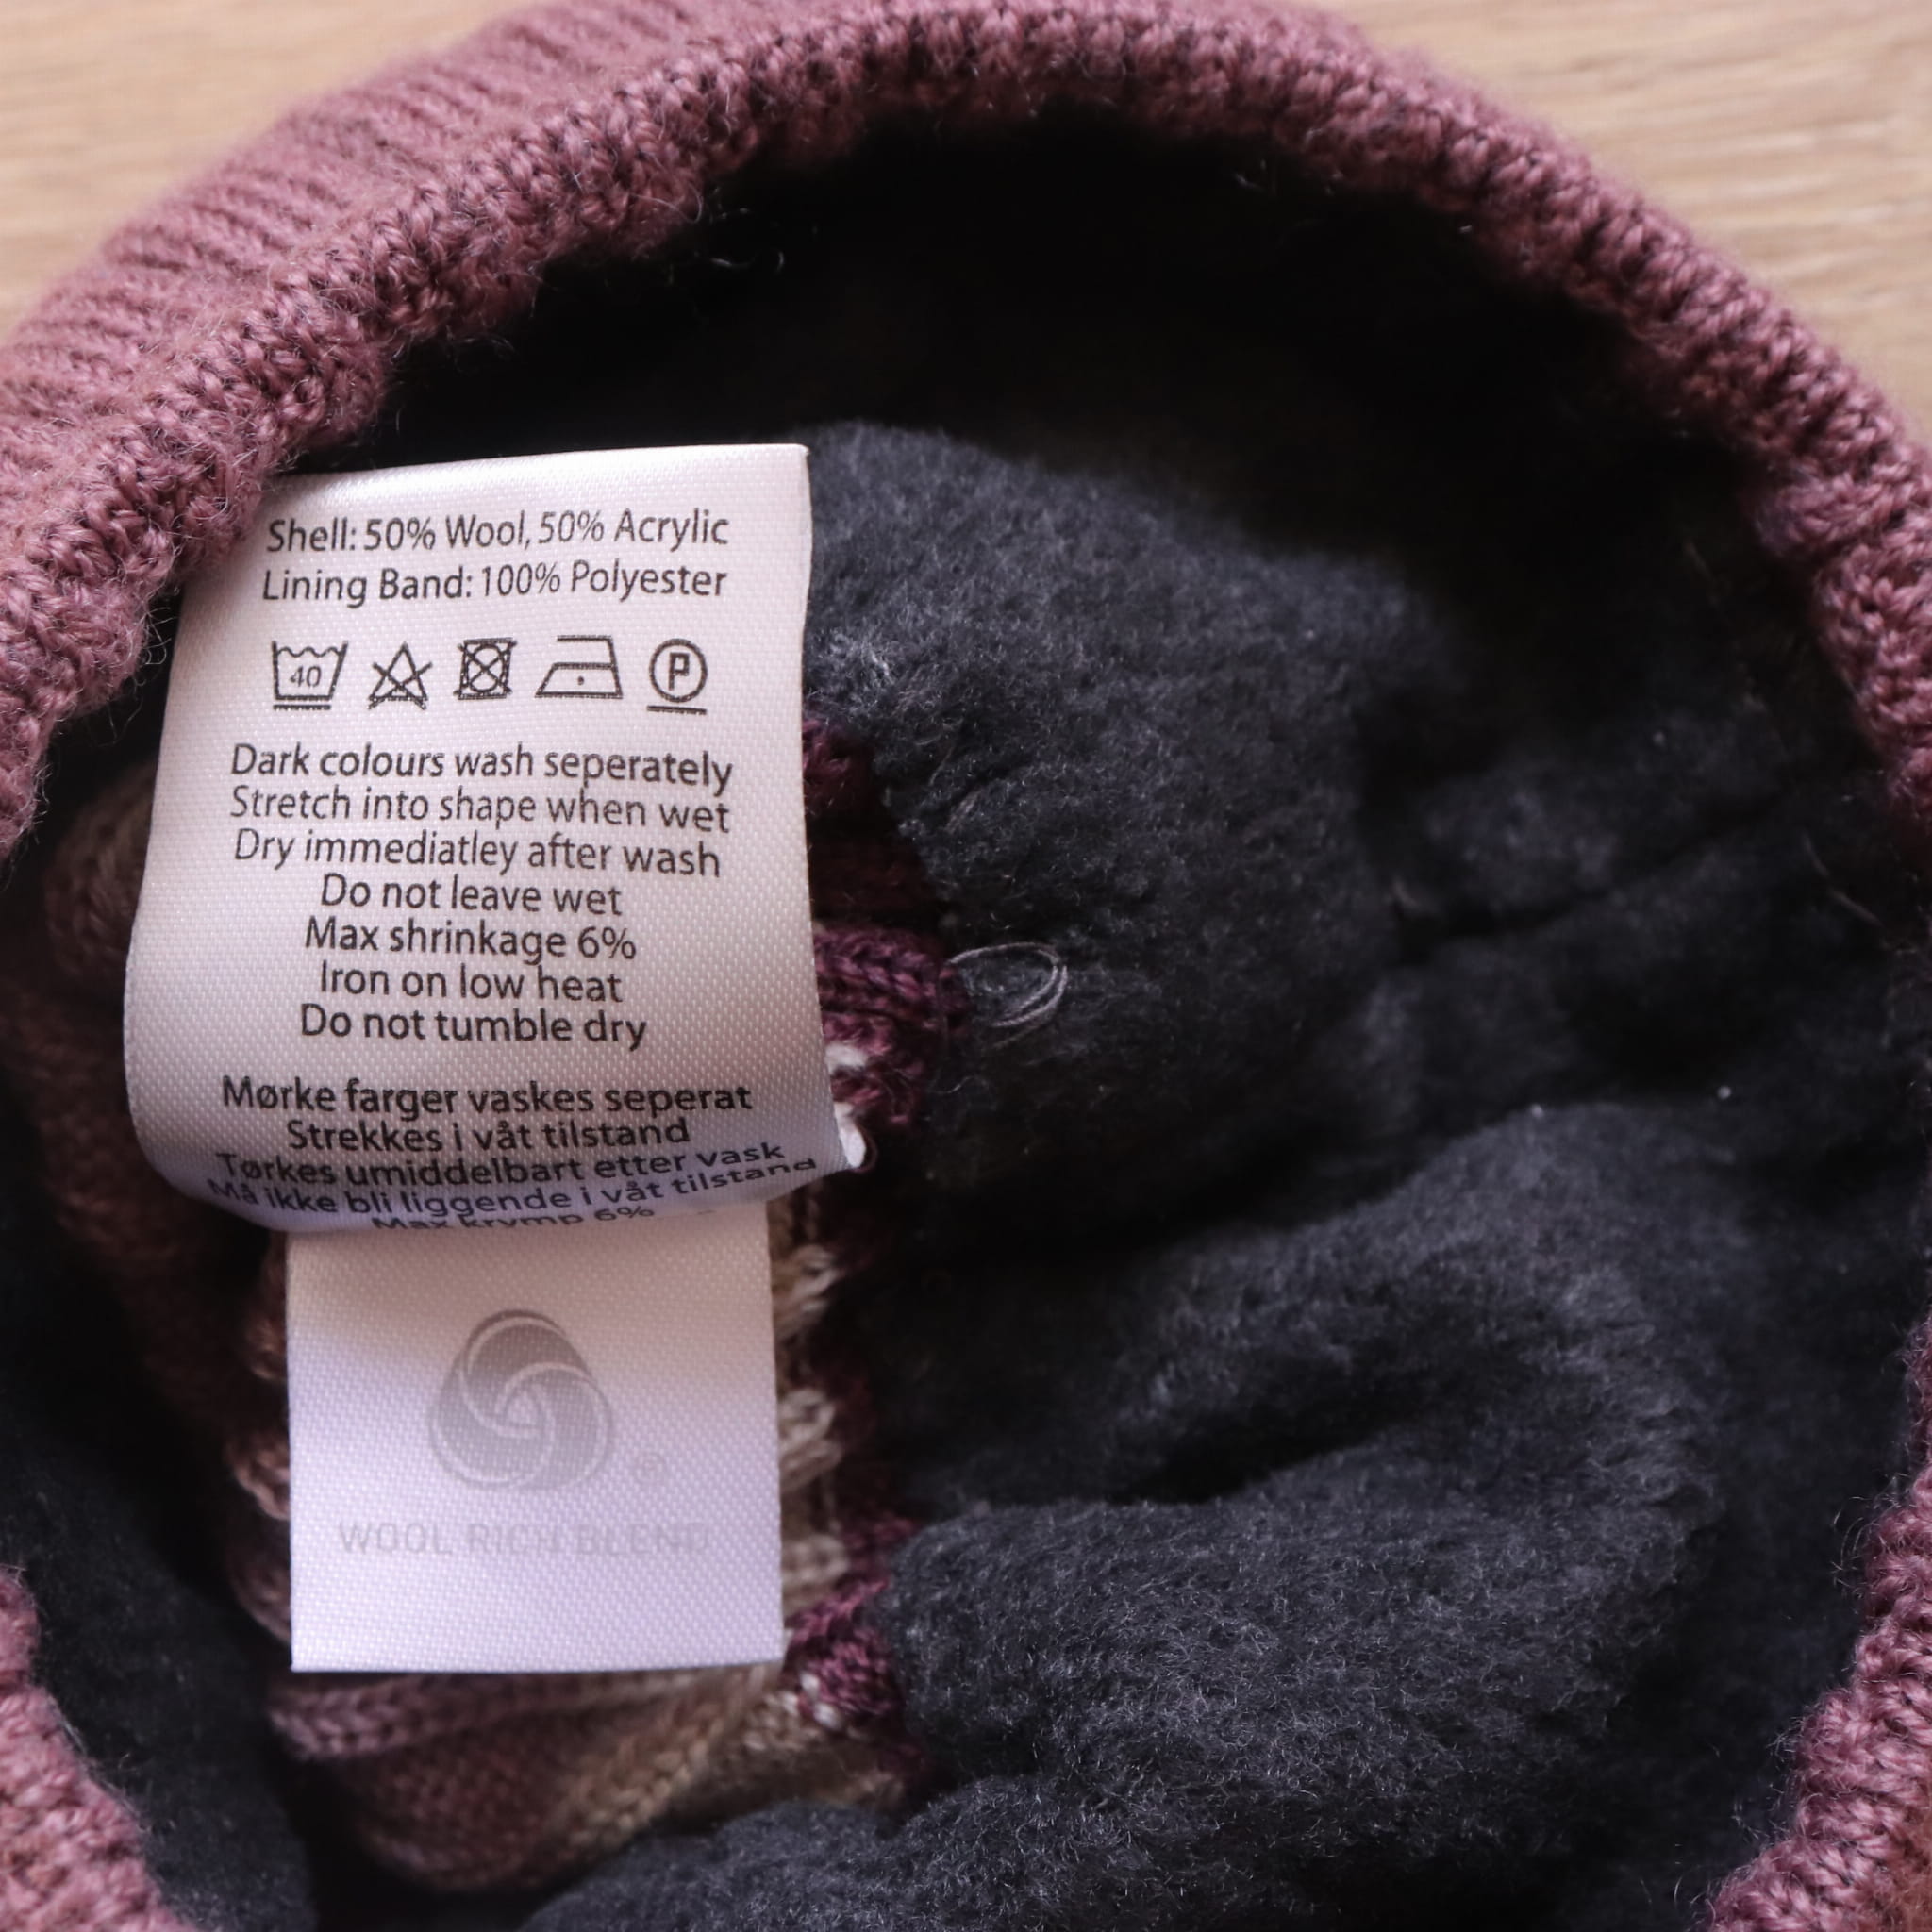 Shell: 50% Wool, 50% Acrylic
Lining Band: 100% Polyester
40 P
Dark colours wash seperately
Stretch into shape when wet
Dry immediatley after wash
Do not leave wet
Max shrinkage 6%
Iron on low heat
Do not tumble dry
Mørke farger vaskes seperat
Strekkes i våt tilstand
Tørkes umiddelbart etter vask
Må ikke bli liggende i våt tilstand
Max krymp 6%
®
WOOL RICH BLEND